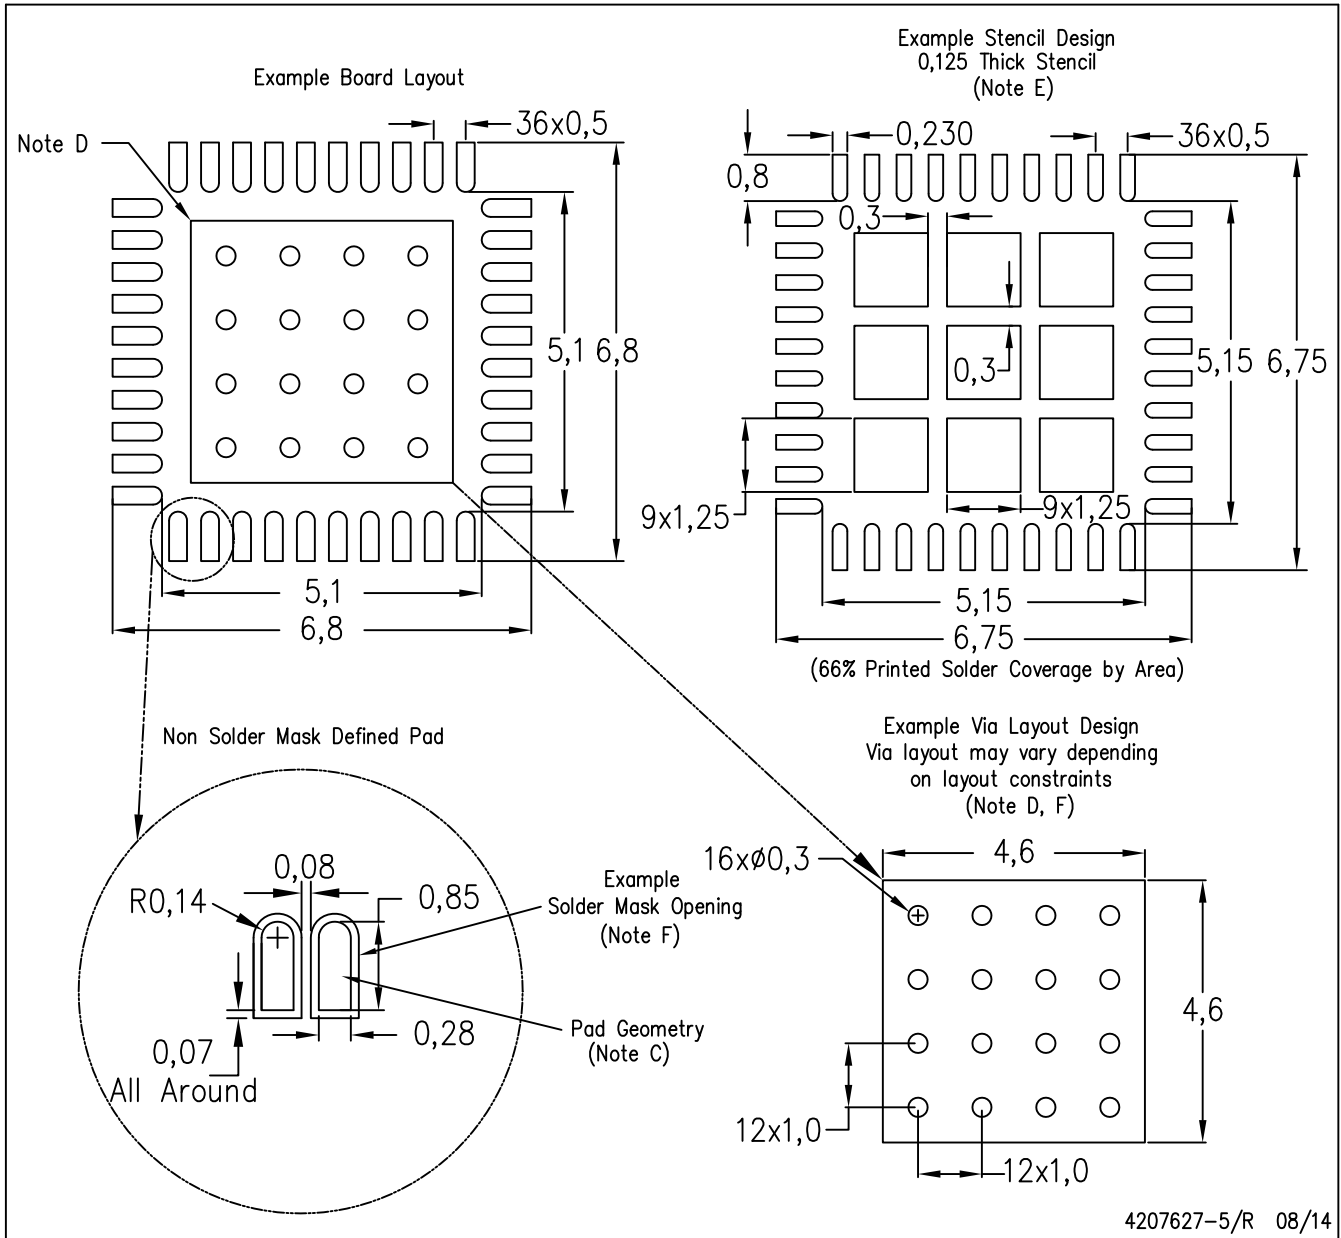 Example Board Layout
Note D
36x0,5
5,1
6,8
5,1
6,8
Example Stencil Design
0,125 Thick Stencil
(Note E)
0,230
36x0,5
0,8
0,3
0,3
5,15
6,75
9x1,25
9x1,25
5,15
6,75
(66% Printed Solder Coverage by Area)
Non Solder Mask Defined Pad
0,08
R0,14
0,85
Example
Solder Mask Opening
(Note F)
0,28
Pad Geometry
(Note C)
0,07
All Around
Example Via Layout Design
Via layout may vary depending
on layout constraints
(Note D, F)
16xø0,3
4,6
4,6
12x1,0
12x1,0
4207627-5/R 08/14